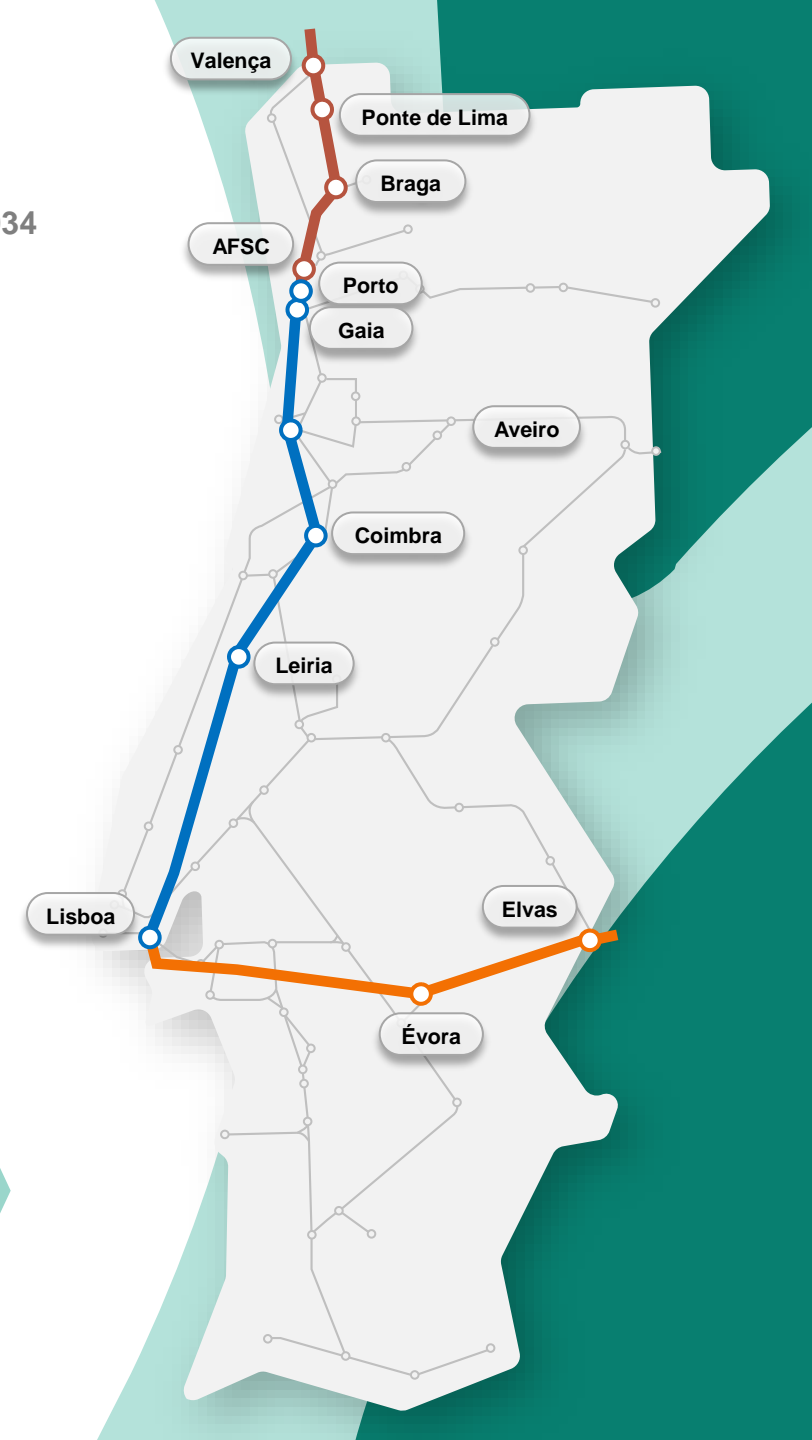 Valença
Ponte de Lima
Braga
34
AFSC
Porto
Gaia
Aveiro
Coimbra
Leiria
Elvas
Lisboa
Évora